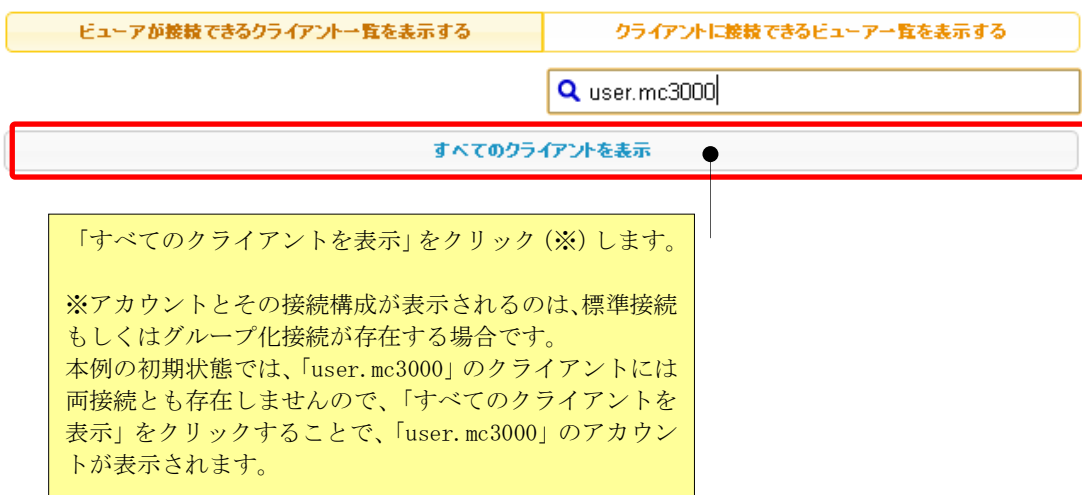 ビューアが接続できるクライアント一覧を表示する
クライアントに接続できるビューアー覧を表示する
user.mc3000
すべてのクライアントを表示
「すべてのクライアントを表示」をクリック(※)します。
※アカウントとその接続構成が表示されるのは、標準接続
もしくはグループ化接続が存在する場合です。
本例の初期状態では、「user.mc3000」のクライアントには
両接続とも存在しませんので、「すべてのクライアントを
表示」をクリックすることで、「user.mc3000」のアカウン
トが表示されます。